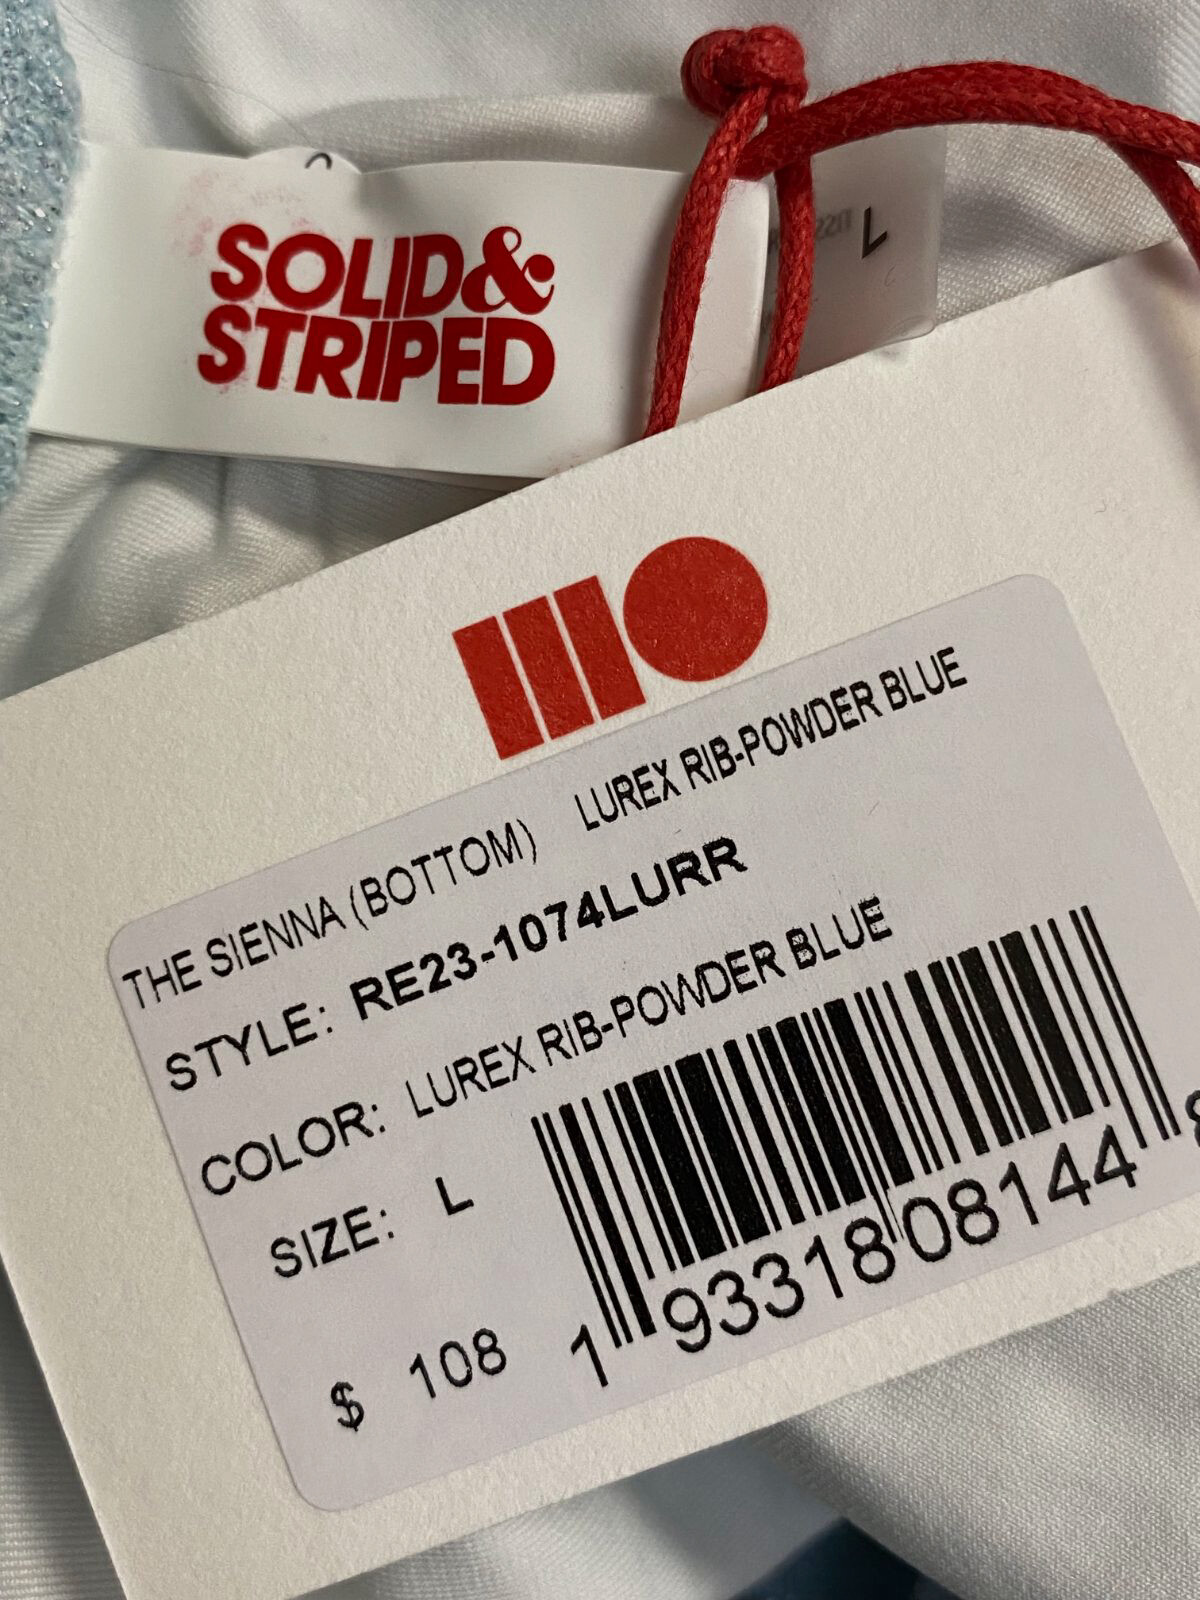 SOLID&
STRIPED
L
THE SIENNA (BOTTOM) LUREX RIB-POWDER BLUE
STYLE: RE23-1074LURR
COLOR: LUREX RIB-POWDER BLUE
SIZE: L
$ 108
1 93318 08144